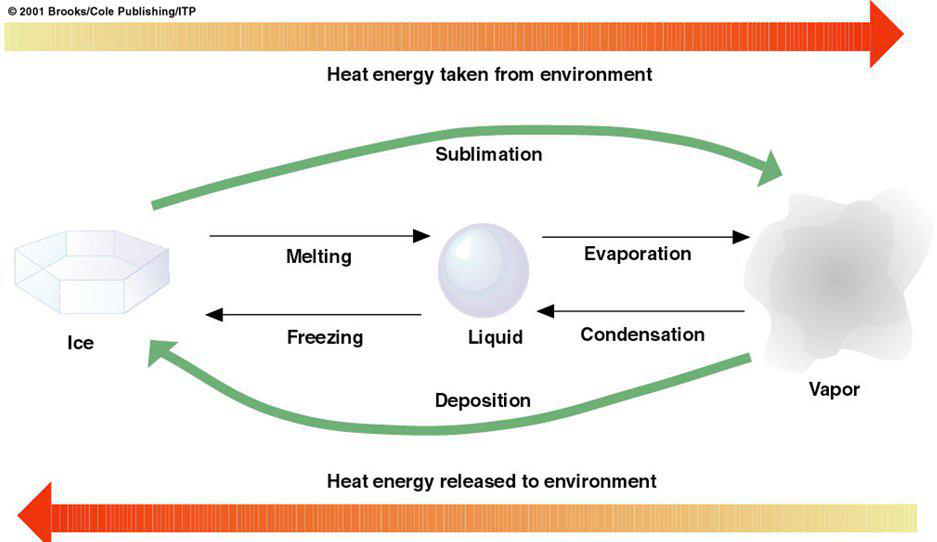 © 2001 Brooks/Cole Publishing/ITP
Heat energy taken from environment
Sublimation
Melting
Evaporation
Ice
Freezing
Liquid
Condensation
Vapor
Deposition
Heat energy released to environment